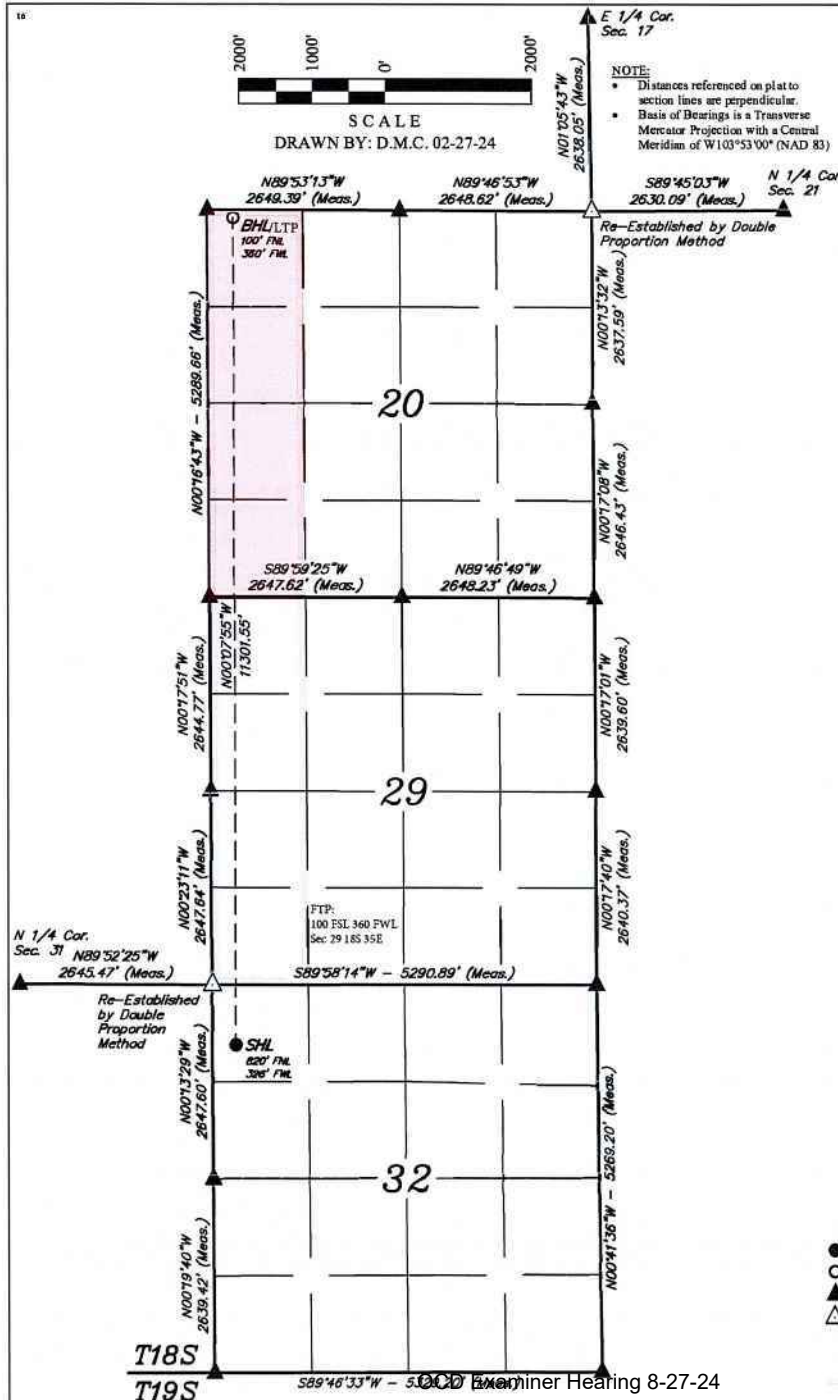 16
E 1/4 Cor.
Sec. 17
2000'
1000'
0'
2000'
SCALE
DRAWN BY: D.M.C. 02-27-24
NOTE:
• Distances referenced on plat to
section lines are perpendicular.
• Basis of Bearings is a Transverse
Mercator Projection with a Central
Meridian of W103°53'00" (NAD 83)
N01°05'43"W
2638.05' (Meas.)
N89°53'13"W
2649.39' (Meas.)
N89°46'53"W
2648.62' (Meas.)
S89°45'03"W
2630.09' (Meas.)
N 1/4 Cor
Sec. 21
BHL/LTP
100' FNL
360' FWL
Re-Established by Double
Proportion Method
N00°16'43"W - 5289.66' (Meas.)
N00°13'32"W
2637.59' (Meas.)
20
N00°17'08"W
2646.43' (Meas.)
S89°59'25"W
2647.62' (Meas.)
N89°46'49"W
2648.23' (Meas.)
N00°07'55"W
11301.55'
N00°17'51"W
2644.77' (Meas.)
N00°17'01"W
2639.60' (Meas.)
29
N00°23'11"W
2647.64' (Meas.)
N00°17'40"W
2640.37' (Meas.)
FTP:
100 FSL 360 FWL
Sec 29 18S 35E
N 1/4 Cor.
Sec. 31
N89°52'25"W
2645.47' (Meas.)
S89°58'14"W - 5290.89' (Meas.)
Re-Established
by Double
Proportion
Method
SHL
820' FNL
326' FWL
N00°13'29"W
2647.60' (Meas.)
N00°41'36"W - 5269.20' (Meas.)
32
N00°19'40"W
2639.42' (Meas.)
T18S
T19S
S89°46'33"W -
OCD Examiner Hearing 8-27-24